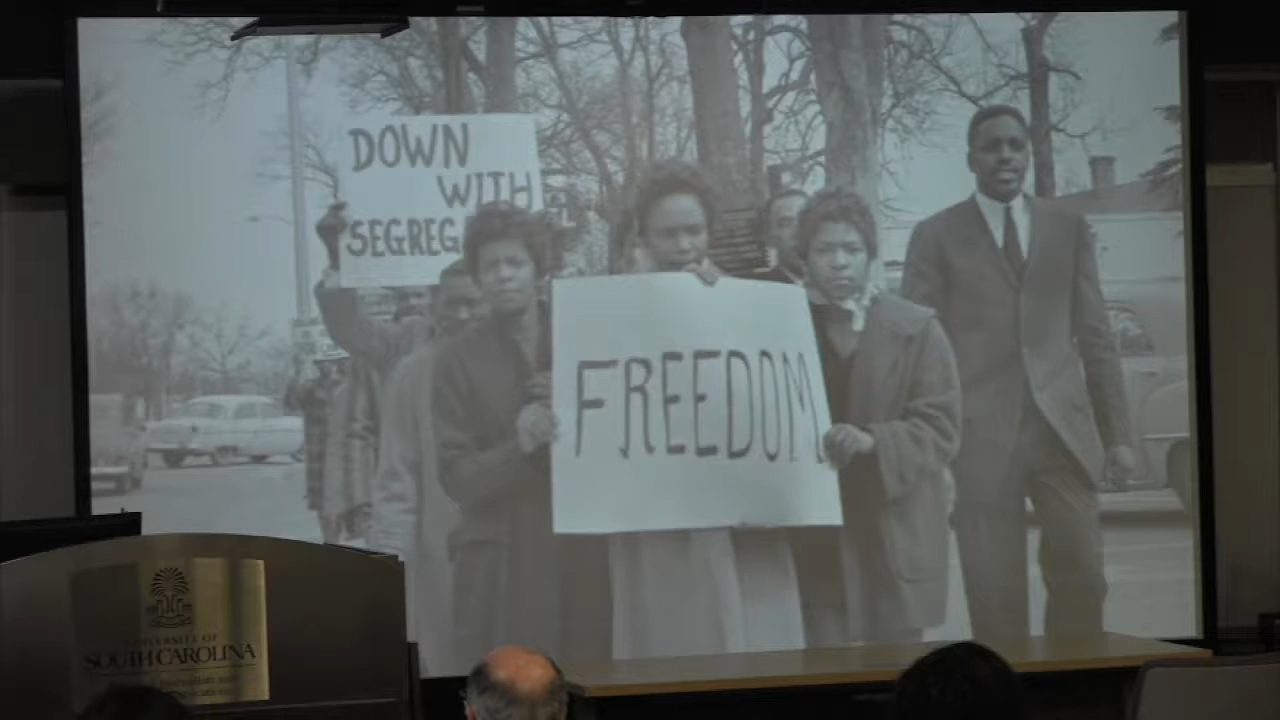 DOWN
WITH
SEGREG
FREEDOM
UNIVERSITY OF
SOUTH CAROLINA